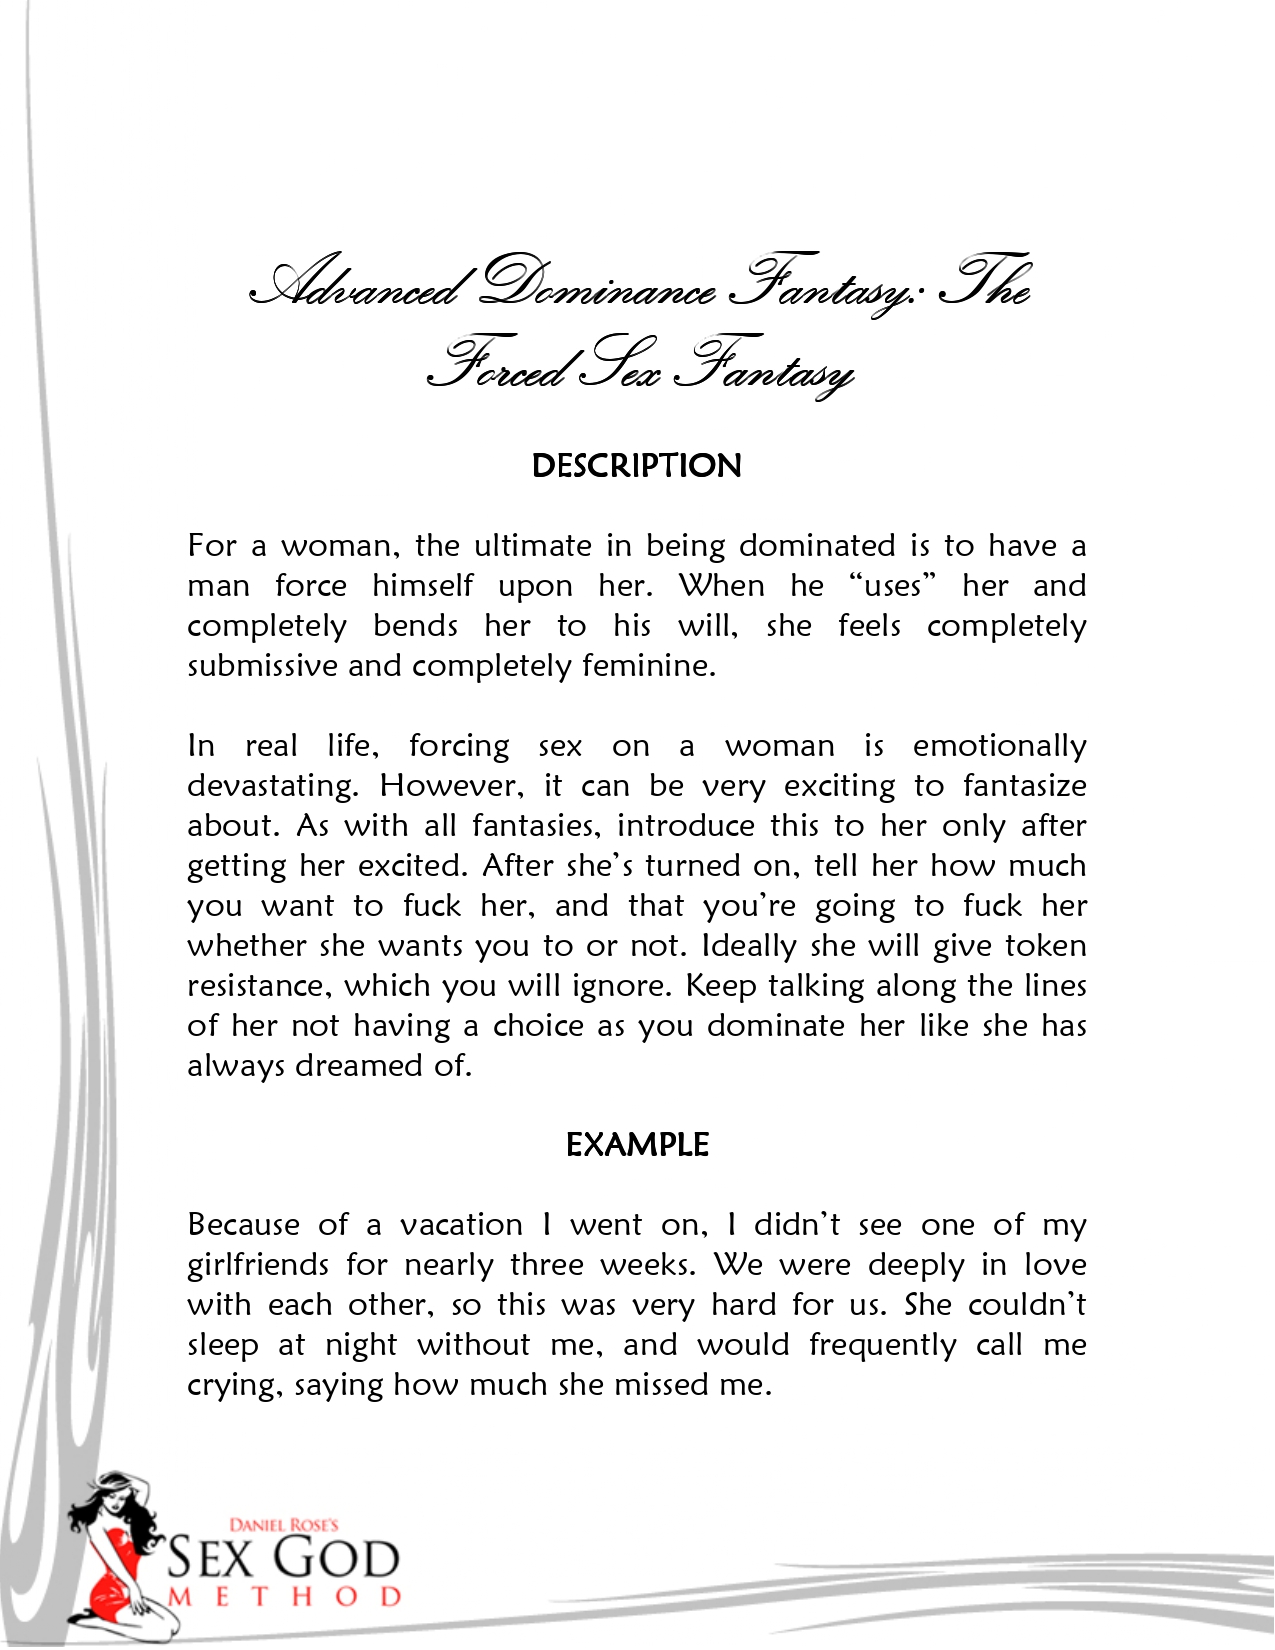 Advanced Dominance Fantasy: The
Forced Sex Fantasy
DESCRIPTION
For a woman, the ultimate in being dominated is to have a
man force himself upon her. When he “uses” her and
completely bends her to his will, she feels completely
submissive and completely feminine.
In real life, forcing sex on a woman is emotionally
devastating. However, it can be very exciting to fantasize
about. As with all fantasies, introduce this to her only after
getting her excited. After she’s turned on, tell her how much
you want to fuck her, and that you’re going to fuck her
whether she wants you to or not. Ideally she will give token
resistance, which you will ignore. Keep talking along the lines
of her not having a choice as you dominate her like she has
always dreamed of.
EXAMPLE
Because of a vacation I went on, I didn’t see one of my
girlfriends for nearly three weeks. We were deeply in love
with each other, so this was very hard for us. She couldn’t
sleep at night without me, and would frequently call me
crying, saying how much she missed me.
DANIEL ROSE'S
SEX GOD
METHOD